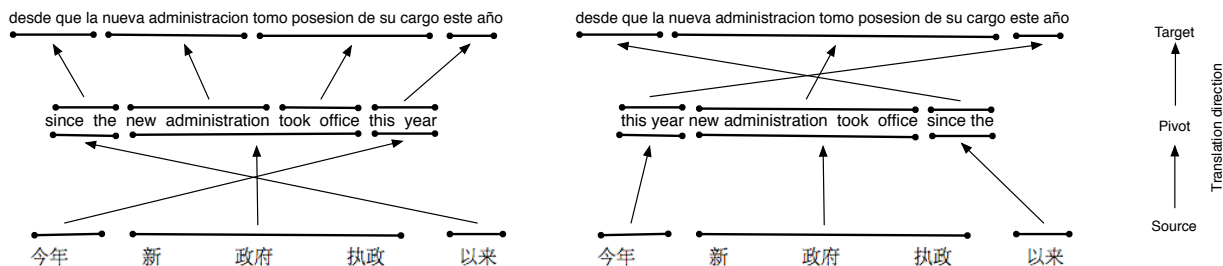 desde que la nueva administracion tomo posesion de su cargo este año
since the new administration took office this year
今年 新 政府 执政 以来
desde que la nueva administracion tomo posesion de su cargo este año
this year new administration took office since the
今年 新 政府 执政 以来
Target
Pivot
Source
Translation direction